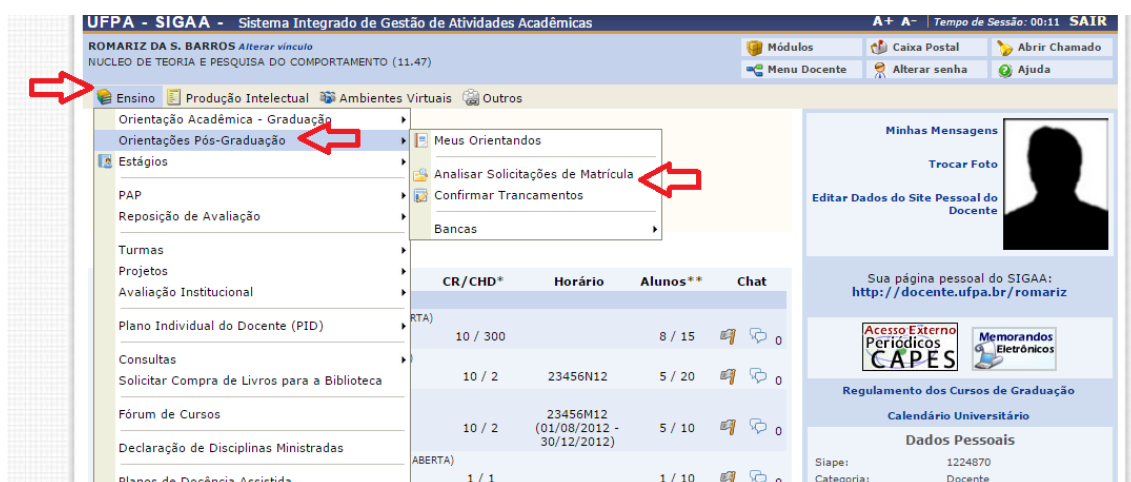 UFPA - SIGAA - Sistema Integrado de Gestão de Atividades Acadêmicas
A+ A- | Tempo de Sessão: 00:11 SAIR
ROMARIZ DA S. BARROS Alterar vínculo
NUCLEO DE TEORIA E PESQUISA DO COMPORTAMENTO (11.47)
Módulos Caixa Postal Abrir Chamado
Menu Docente Alterar senha Ajuda
Ensino Produção Intelectual Ambientes Virtuais Outros
Orientação Acadêmica - Graduação
Orientações Pós-Graduação
Estágios
PAP
Reposição de Avaliação
Turmas
Projetos
Avaliação Institucional
Plano Individual do Docente (PID)
Consultas
Solicitar Compra de Livros para a Biblioteca
Fórum de Cursos
Declaração de Disciplinas Ministradas
Planos de Docência Assistida
Meus Orientandos
Analisar Solicitações de Matrícula
Confirmar Trancamentos
Bancas
CR/CHD* Horário Alunos** Chat
RTA)
10 / 300 8 / 15 0
)
10 / 2 23456N12 5 / 20 0
23456M12
10 / 2 (01/08/2012 - 5 / 10 0
30/12/2012)
ABERTA)
1 / 1 1 / 10 0
Minhas Mensagens
Trocar Foto
Editar Dados do Site Pessoal do
Docente
Sua página pessoal do SIGAA:
http://docente.ufpa.br/romariz
Acesso Externo
Periódicos
CAPES
Memorandos
Eletrônicos
Regulamento dos Cursos de Graduação
Calendário Universitário
Dados Pessoais
Siape: 1224870
Categoria: Docente